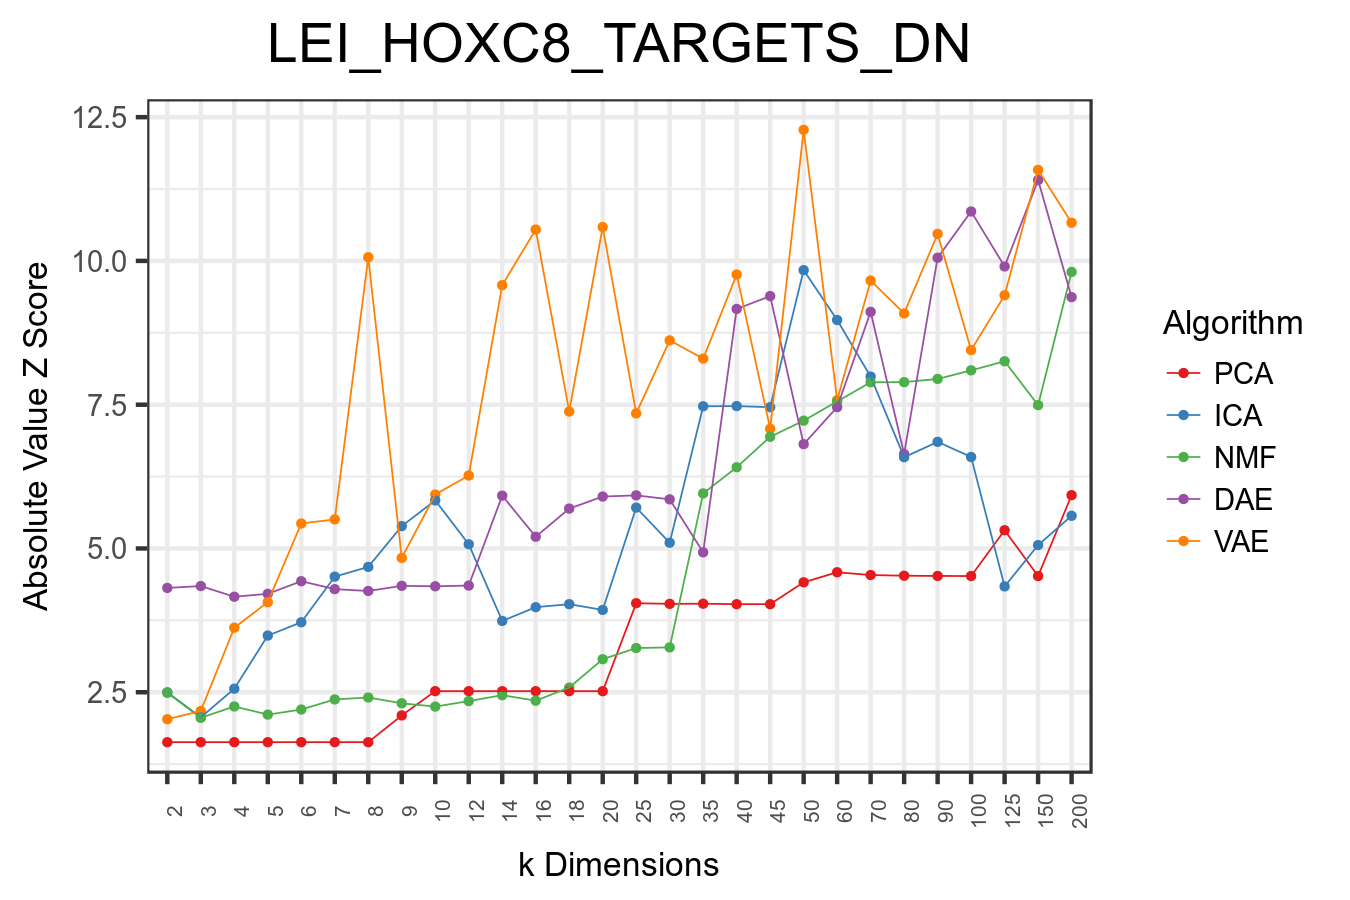 LEI_HOXC8_TARGETS_DN
Absolute Value Z Score
12.5
10.0
7.5
5.0
2.5
2 3 4 5 6 7 8 9 10 12 14 16 18 20 25 30 35 40 45 50 60 70 80 90 100 125 150 200
k Dimensions
Algorithm
PCA
ICA
NMF
DAE
VAE